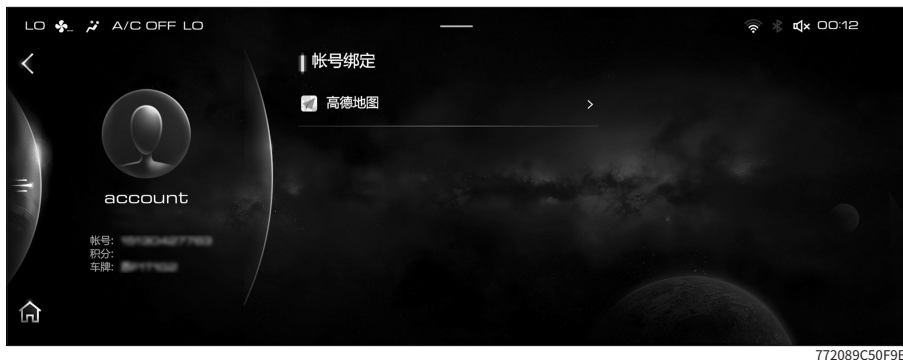 LO A/C OFF LO 00:12
帐号绑定
高德地图
account
帐号:
积分:
车牌:
772089C50F9E